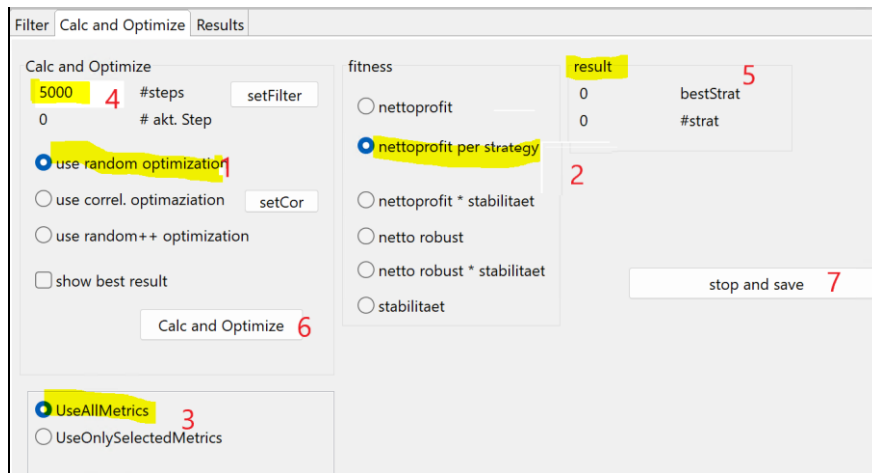 Filter Calc and Optimize Results
Calc and Optimize
5000 4 #steps setFilter
0 # akt. Step
use random optimization 1
use correl. optimaziation setCor
use random++ optimization
show best result
Calc and Optimize 6
UseAllMetrics 3
UseOnlySelectedMetrics
fitness
nettoprofit
nettoprofit per strategy 2
nettoprofit * stabilitaet
netto robust
netto robust * stabilitaet
stabilitaet
result 5
0 bestStrat
0 #strat
stop and save 7